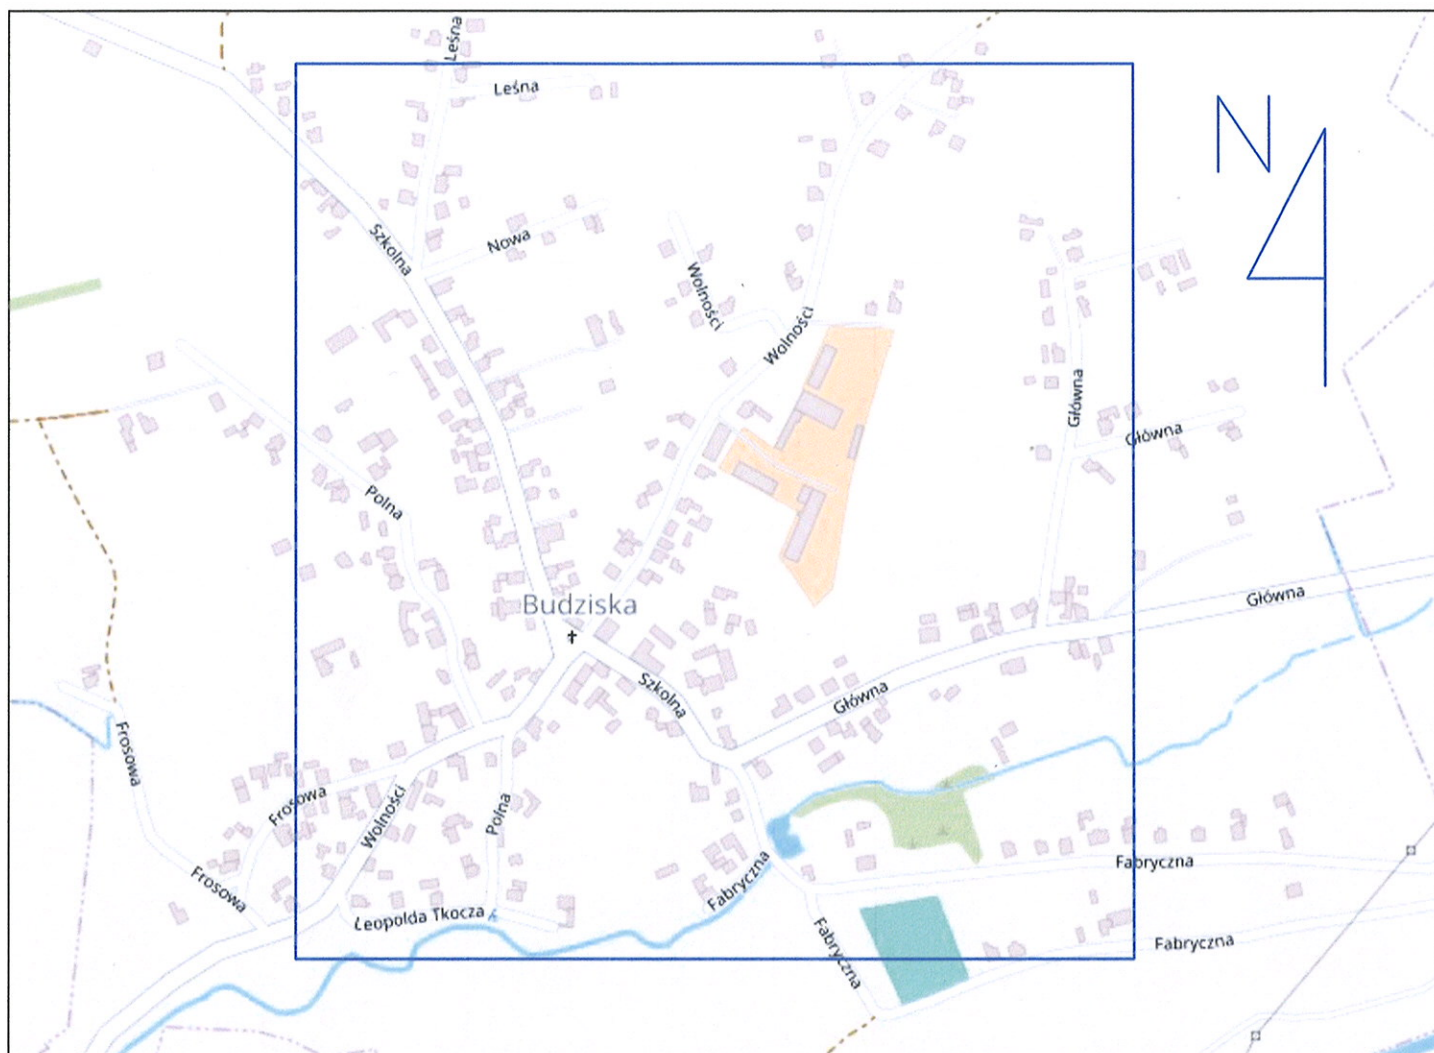 Leśna
Leśna
N
Szkolna
Nowa
Wolności
Wolności
Główna
Główna
Polna
Budziska
Główna
Szkolna
Główna
Frosowa
Frosowa
Wolności
Polna
Fabryczna
Fabryczna
Frosowa
Leopolda Tkocza
Fabryczna
Fabryczna